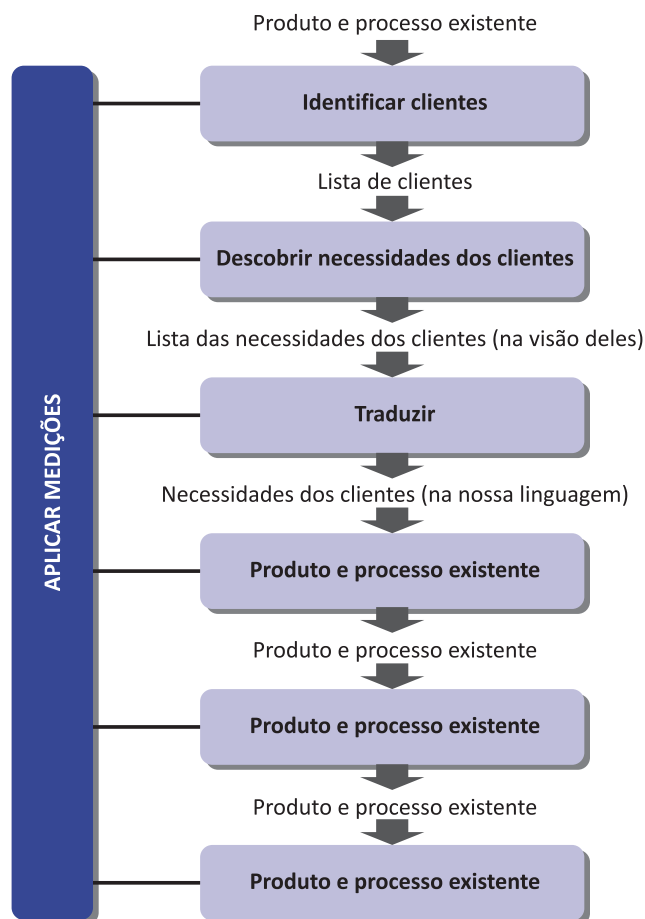 Produto e processo existente
Identificar clientes
Lista de clientes
Descobrir necessidades dos clientes
Lista das necessidades dos clientes (na visão deles)
Traduzir
Necessidades dos clientes (na nossa linguagem)
Produto e processo existente
Produto e processo existente
Produto e processo existente
Produto e processo existente
Produto e processo existente
APLICAR MEDIÇÕES